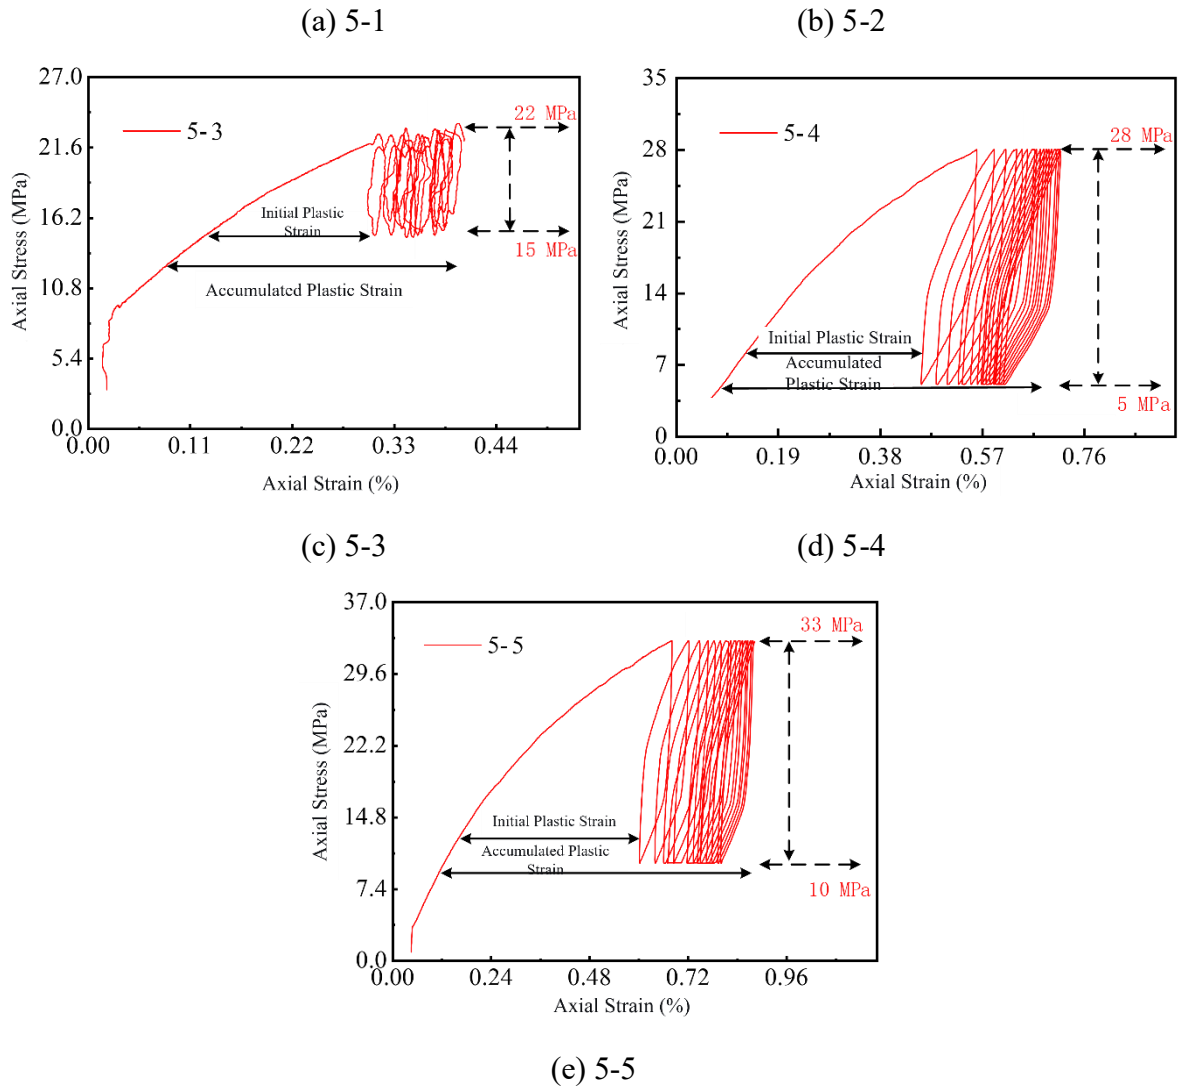 (a) 5-1
(b) 5-2
27.0
21.6
16.2
10.8
5.4
0.0
Axial Stress (MPa)
5-3
22 MPa
Initial Plastic
Strain
15 MPa
Accumulated Plastic Strain
0.00
0.11
0.22
0.33
0.44
Axial Strain (%)
35
28
21
14
7
0
Axial Stress (MPa)
5-4
28 MPa
Initial Plastic Strain
Accumulated
Plastic Strain
5 MPa
0.00
0.19
0.38
0.57
0.76
Axial Strain (%)
(c) 5-3
(d) 5-4
37.0
29.6
22.2
14.8
7.4
0.0
Axial Stress (MPa)
5-5
33 MPa
Initial Plastic Strain
Accumulated Plastic
Strain
10 MPa
0.00
0.24
0.48
0.72
0.96
Axial Strain (%)
(e) 5-5